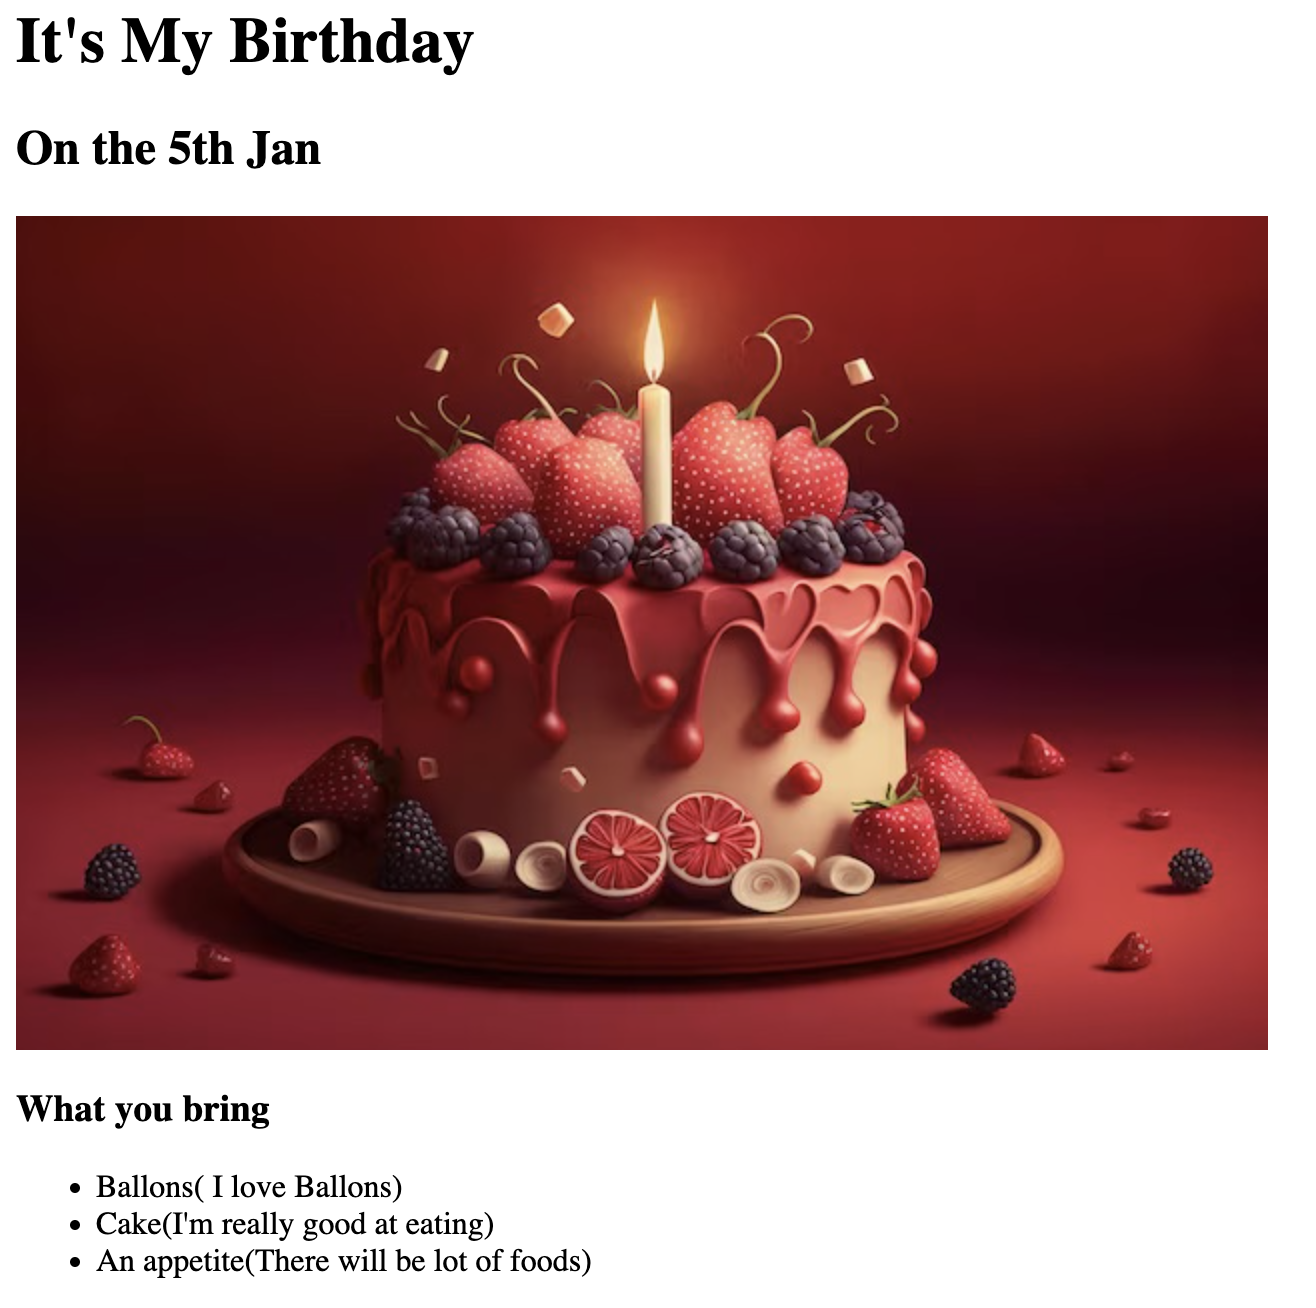 It's My Birthday
On the 5th Jan
What you bring
Ballons( I love Ballons)
Cake(I'm really good at eating)
An appetite(There will be lot of foods)